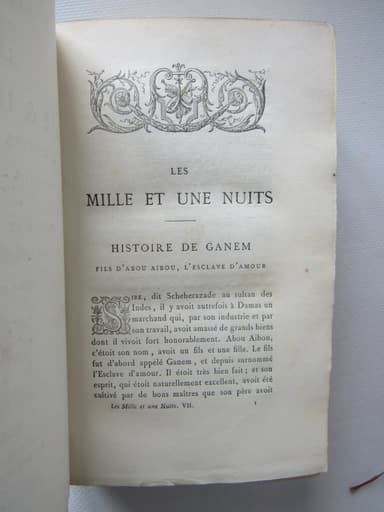 LES
MILLE ET UNE NUITS
HISTOIRE DE GANEM
FILS D'ABOU AIBOU, L'ESCLAVE D'AMOUR
SIRE, dit Scheherazade au sultan des
Indes, il y avoit autrefois à Damas un
marchand qui, par son industrie et par
son travail, avoit amassé de grands biens
dont il vivoit fort honorablement. Abou Aibou,
c'étoit son nom, avoit un fils et une fille. Le fils
fut d'abord appelé Ganem, et depuis surnommé
l'Esclave d'amour. Il étoit très bien fait; et son
esprit, qui étoit naturellement excellent, avoit été
cultivé par de bons maîtres que son père avoit
Les Mille et une Nuits. VII. 1